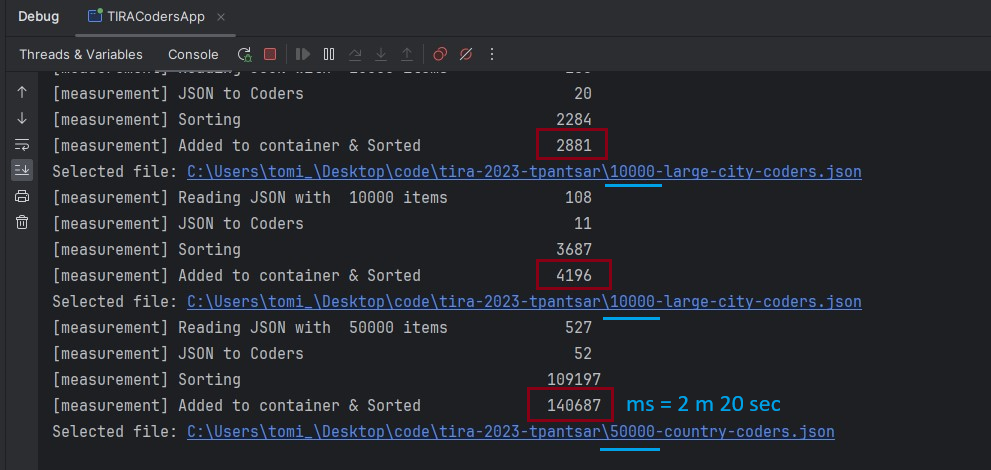 Debug TIRACodersApp
Threads & Variables Console
[measurement] JSON to Coders 20
[measurement] Sorting 2284
[measurement] Added to container & Sorted 2881
Selected file: C:\Users\tomi_\Desktop\code\tira-2023-tpantsar\10000-large-city-coders.json
[measurement] Reading JSON with 10000 items 108
[measurement] JSON to Coders 11
[measurement] Sorting 3687
[measurement] Added to container & Sorted 4196
Selected file: C:\Users\tomi_\Desktop\code\tira-2023-tpantsar\10000-large-city-coders.json
[measurement] Reading JSON with 50000 items 527
[measurement] JSON to Coders 52
[measurement] Sorting 109197
[measurement] Added to container & Sorted 140687 ms = 2 m 20 sec
Selected file: C:\Users\tomi_\Desktop\code\tira-2023-tpantsar\50000-country-coders.json